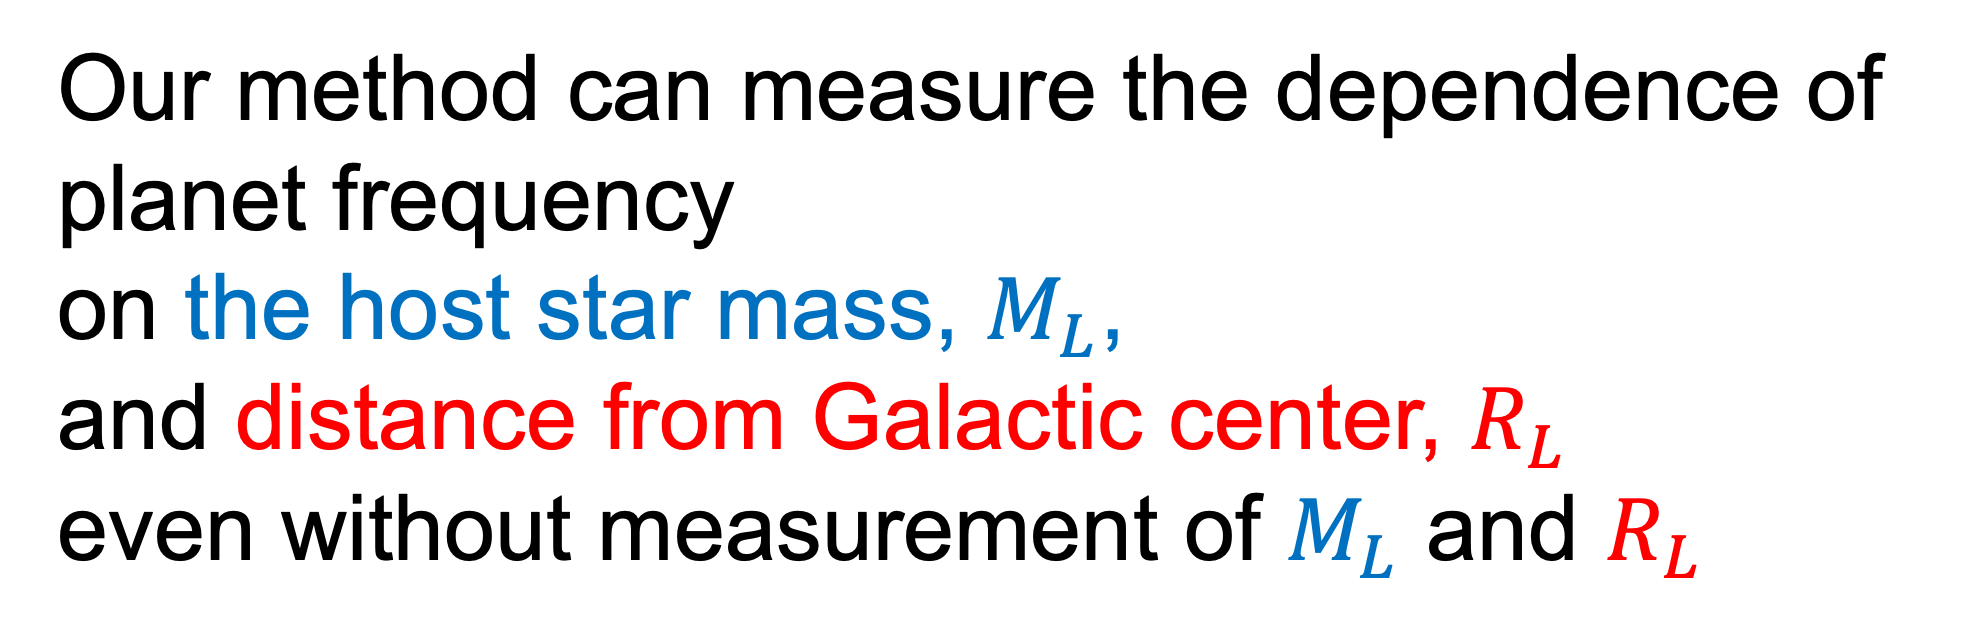 Our method can measure the dependence of
planet frequency
on the host star mass, M_L,
and distance from Galactic center, R_L
even without measurement of M_L and R_L